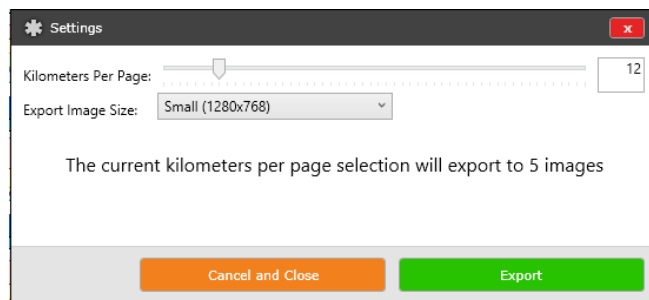 Settings
x
Kilometers Per Page:
12
Export Image Size:
Small (1280x768)
The current kilometers per page selection will export to 5 images
Cancel and Close
Export